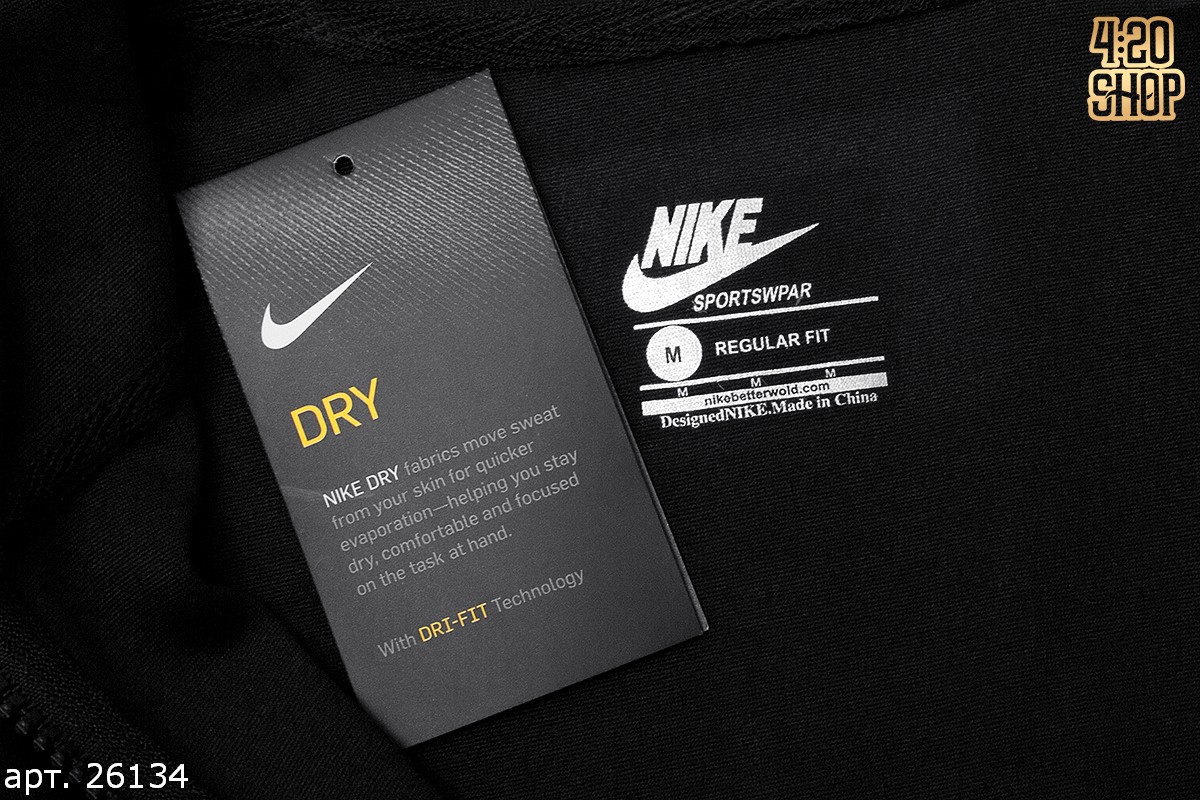 4:20
SHOP
DRY
NIKE DRY fabrics move sweat
from your skin for quicker
evaporation—helping you stay
dry, comfortable and focused
on the task at hand.
With DRI-FIT Technology
NIKE
SPORTSWPAR
M REGULAR FIT
M M M
nikebetterwold.com
DesignedNIKE.Made in China
арт. 26134